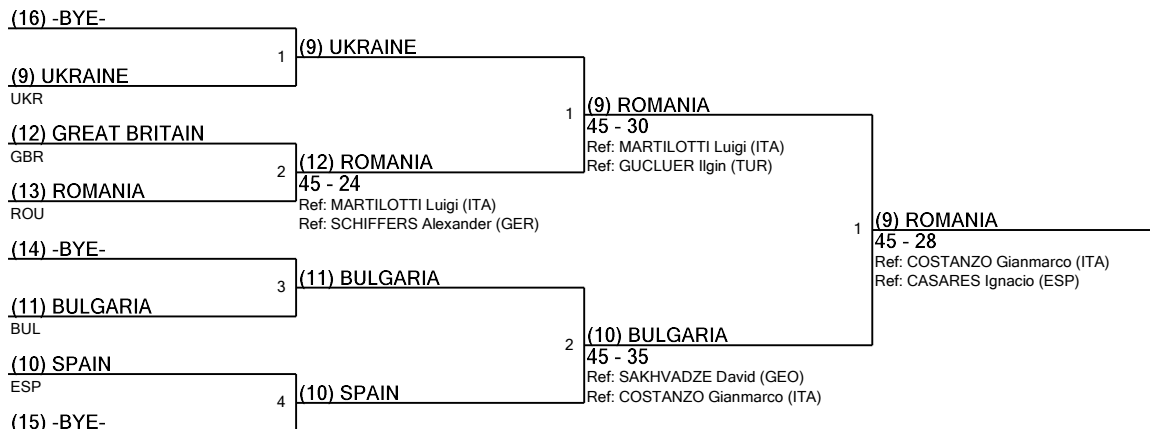 (16) -BYE-
1
(9) UKRAINE
(9) UKRAINE
UKR
(12) GREAT BRITAIN
GBR
2
(12) ROMANIA
45 - 24
Ref: MARTILOTTI Luigi (ITA)
Ref: SCHIFFERS Alexander (GER)
(13) ROMANIA
ROU
1
(9) ROMANIA
45 - 30
Ref: MARTILOTTI Luigi (ITA)
Ref: GUCLUER Ilgin (TUR)
(14) -BYE-
3
(11) BULGARIA
(11) BULGARIA
BUL
(10) SPAIN
ESP
4
(10) SPAIN
(15) -BYE-
2
(10) BULGARIA
45 - 35
Ref: SAKHVADZE David (GEO)
Ref: COSTANZO Gianmarco (ITA)
1
(9) ROMANIA
45 - 28
Ref: COSTANZO Gianmarco (ITA)
Ref: CASARES Ignacio (ESP)